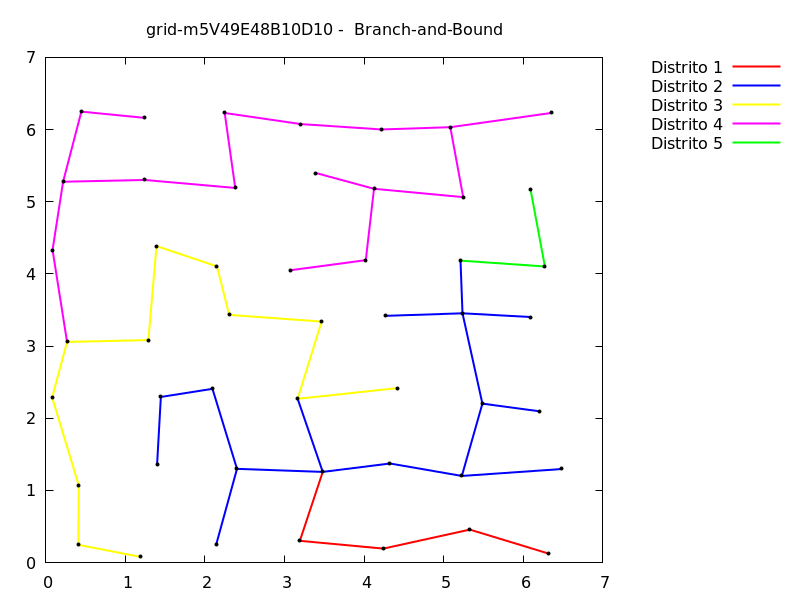 grid-m5V49E48B10D10 -  Branch-and-Bound
Distrito 1
Distrito 2
Distrito 3
Distrito 4
Distrito 5
7
6
5
4
3
2
1
0
0 1 2 3 4 5 6 7